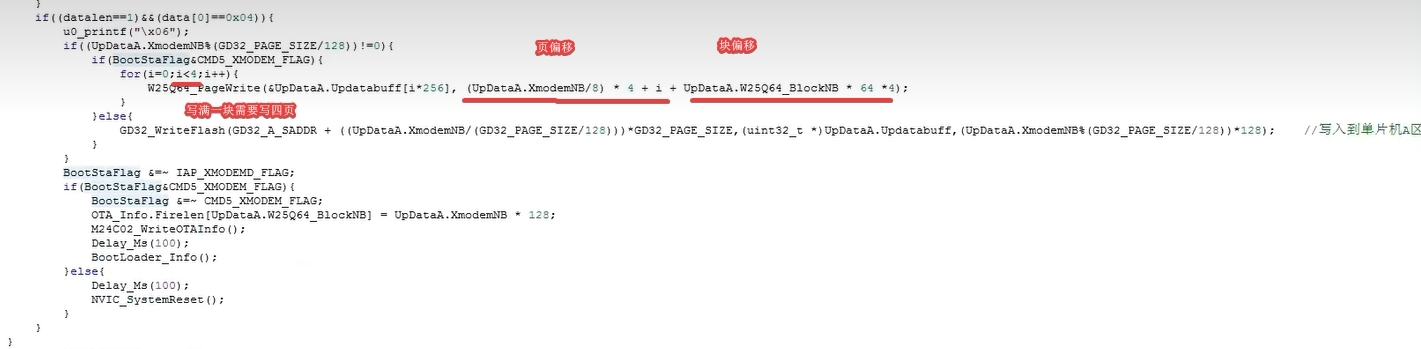 }
if((datalen==1)&&(data[0]==0x04)){
u0_printf("\x06");
if((UpDataA.XmodemNB%(GD32_PAGE_SIZE/128))!=0){
页偏移
块偏移
if(BootStaFlag&CMD5_XMODEM_FLAG){
for(i=0;i<4;i++){
W25Q64_PageWrite(&UpDataA.Updatabuff[i*256], (UpDataA.XmodemNB/8) * 4 + i + UpDataA.W25Q64_BlockNB * 64 *4);
}
写满一块需要写四页
}else{
GD32_WriteFlash(GD32_A_SADDR + ((UpDataA.XmodemNB/(GD32_PAGE_SIZE/128)))*GD32_PAGE_SIZE,(uint32_t *)UpDataA.Updatabuff,(UpDataA.XmodemNB%(GD32_PAGE_SIZE/128))*128); //写入到单片机A区
}
}
BootStaFlag &=~ IAP_XMODEMD_FLAG;
if(BootStaFlag&CMD5_XMODEM_FLAG){
BootStaFlag &=~ CMD5_XMODEM_FLAG;
OTA_Info.Firelen[UpDataA.W25Q64_BlockNB] = UpDataA.XmodemNB * 128;
M24C02_WriteOTAInfo();
Delay_Ms(100);
BootLoader_Info();
}else{
Delay_Ms(100);
NVIC_SystemReset();
}
}
}